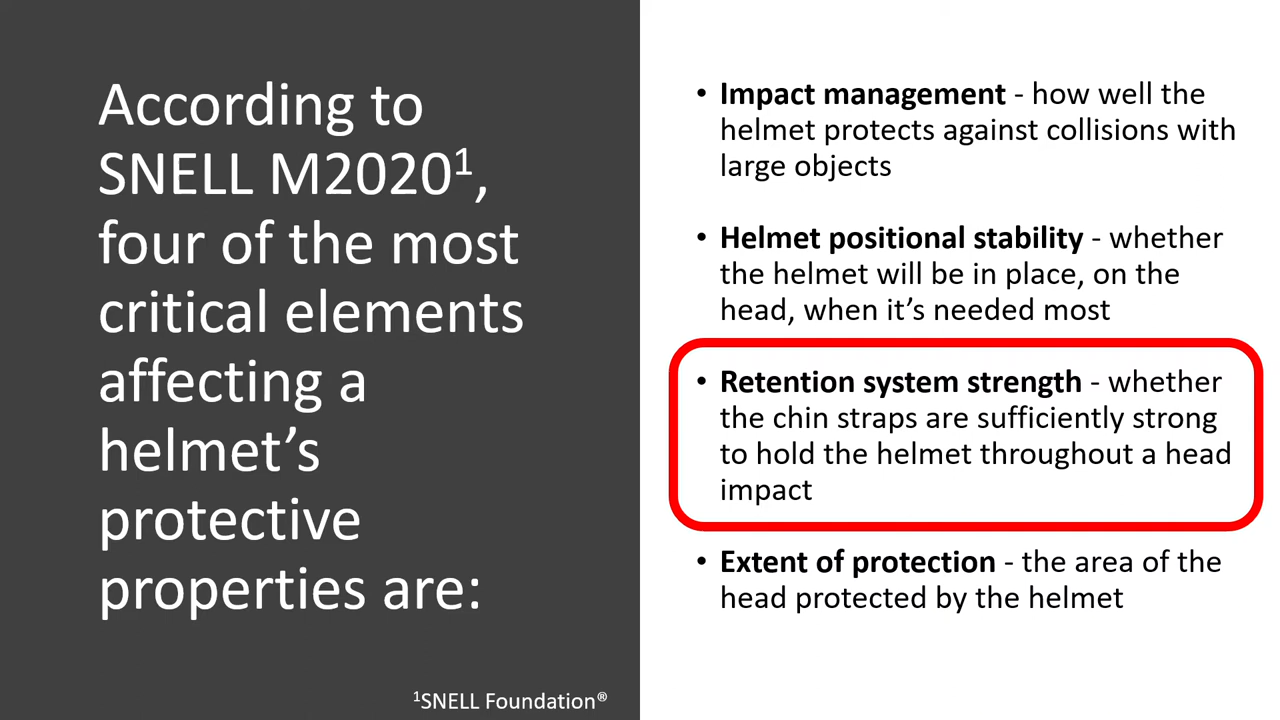 According to
SNELL M2020¹,
four of the most
critical elements
affecting a
helmet’s
protective
properties are:
¹SNELL Foundation®
• Impact management - how well the
helmet protects against collisions with
large objects
• Helmet positional stability - whether
the helmet will be in place, on the
head, when it’s needed most
• Retention system strength - whether
the chin straps are sufficiently strong
to hold the helmet throughout a head
impact
• Extent of protection - the area of the
head protected by the helmet